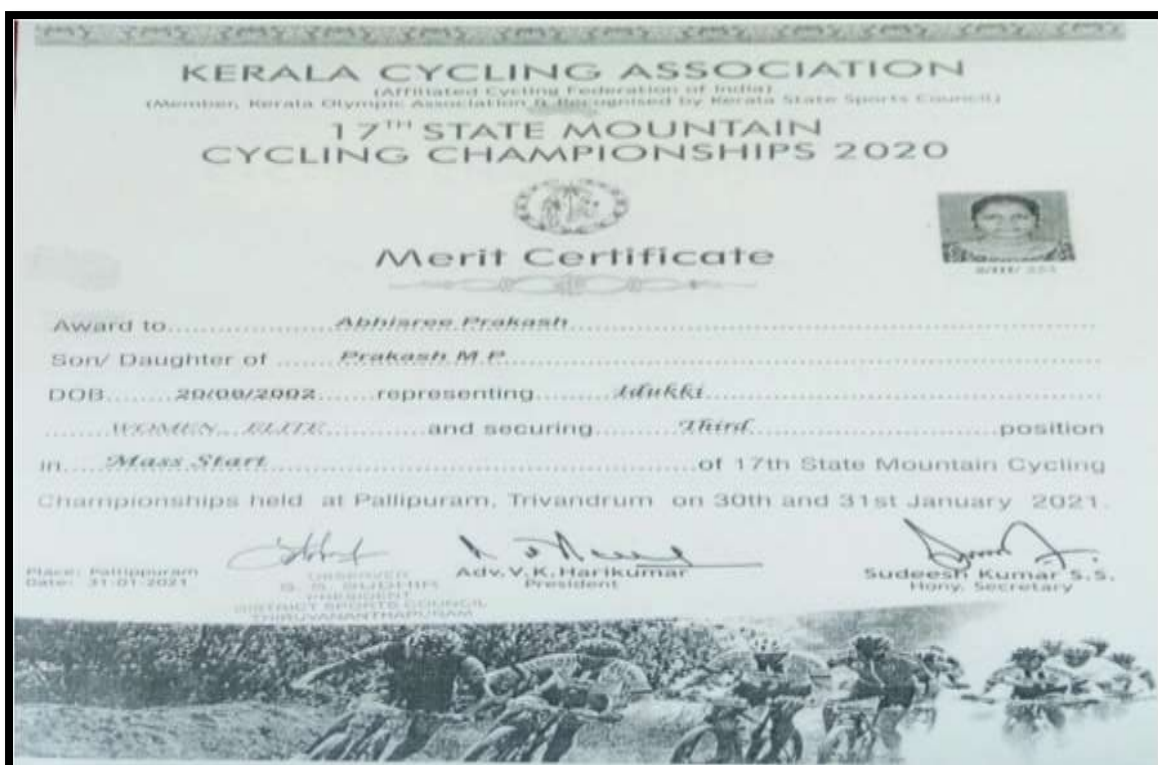 KERALA CYCLING ASSOCIATION
(Affiliated Cycling Federation of India)
(Member, Kerala Olympic Association & Recognised by Kerala State Sports Council)
17TH STATE MOUNTAIN
CYCLING CHAMPIONSHIPS 2020
Merit Certificate
Award to Abhisree Prakash
Son/ Daughter of Prakash M P
DOB representing Idukki
WOMEN ELITE and securing Third position
in Mass Start of 17th State Mountain Cycling
Championships held at Pallipuram, Trivandrum on 30th and 31st January 2021.
Place: Pallippuram
Date: 31-01-2021
OBSERVER
S. S. SUDHIR
PRESIDENT
DISTRICT SPORTS COUNCIL
THIRUVANANTHAPURAM
Adv.V.K.Harikumar
President
Sudeesh Kumar S.S.
Hony. Secretary